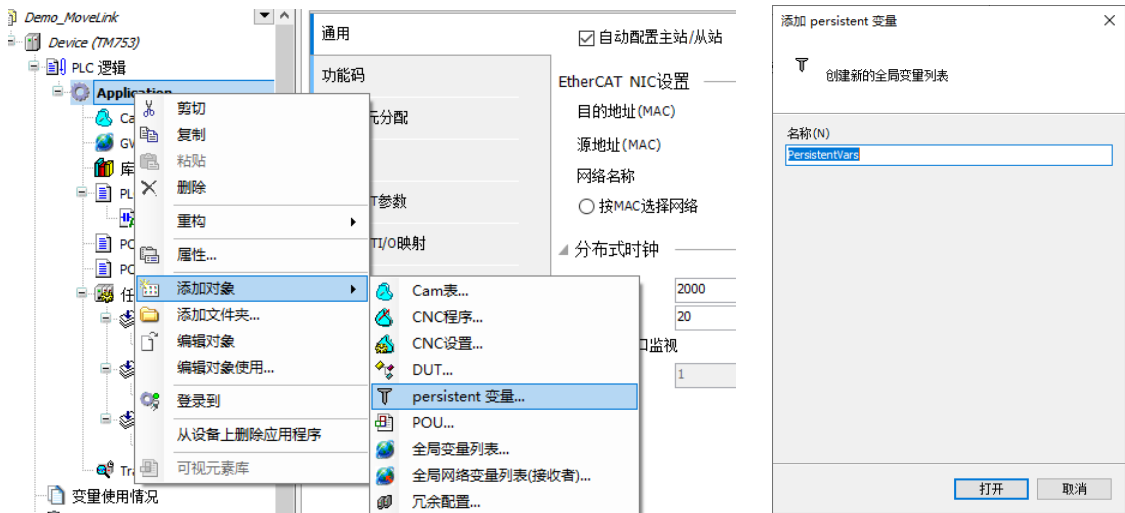 Demo_MoveLink
Device (TM753)
PLC 逻辑
Application
Ca
GV
库
PL
PO
PO
任
Tra
变量使用情况
剪切
复制
粘贴
删除
重构
属性...
添加对象
添加文件夹...
编辑对象
编辑对象使用...
登录到
从设备上删除应用程序
可视元素库
Cam表...
CNC程序...
CNC设置...
DUT...
persistent 变量...
POU...
全局变量列表...
全局网络变量列表(接收者)...
冗余配置...
通用
功能码
元分配
T参数
TI/O映射
自动配置主站/从站
EtherCAT NIC设置
目的地址(MAC)
源地址(MAC)
网络名称
按MAC选择网络
分布式时钟
2000
20
口监视
1
添加 persistent 变量
创建新的全局变量列表
名称(N)
PersistentVars
打开
取消